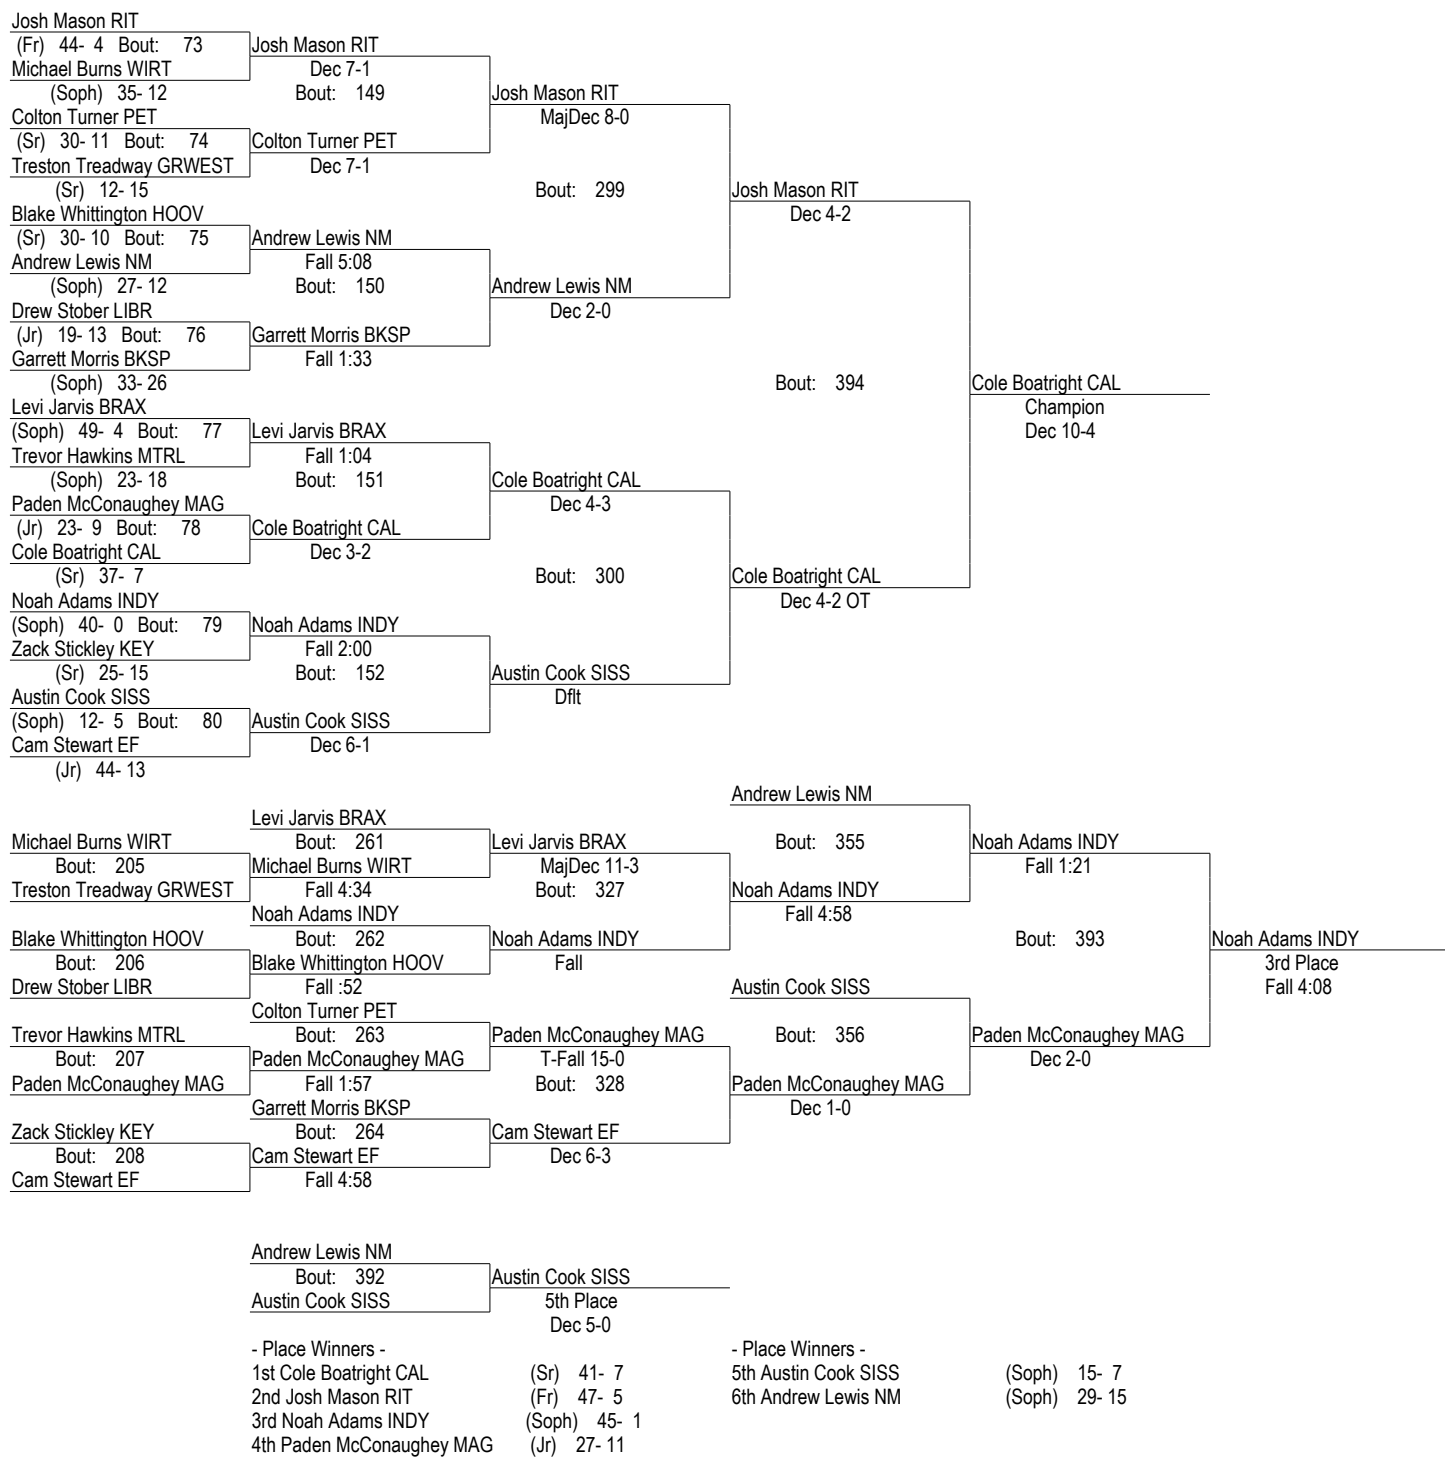 Josh Mason RIT
(Fr) 44- 4 Bout: 73 Josh Mason RIT
Michael Burns WIRT Dec 7-1
(Soph) 35- 12 Bout: 149 Josh Mason RIT
Colton Turner PET MajDec 8-0
(Sr) 30- 11 Bout: 74 Colton Turner PET
Treston Treadway GRWEST Dec 7-1
(Sr) 12- 15 Bout: 299 Josh Mason RIT
Blake Whittington HOOV Dec 4-2
(Sr) 30- 10 Bout: 75 Andrew Lewis NM
Andrew Lewis NM Fall 5:08
(Soph) 27- 12 Bout: 150 Andrew Lewis NM
Drew Stober LIBR Dec 2-0
(Jr) 19- 13 Bout: 76 Garrett Morris BKSP
Garrett Morris BKSP Fall 1:33
(Soph) 33- 26 Bout: 394 Cole Boatright CAL
Levi Jarvis BRAX Champion
(Soph) 49- 4 Bout: 77 Levi Jarvis BRAX Dec 10-4
Trevor Hawkins MTRL Fall 1:04
(Soph) 23- 18 Bout: 151 Cole Boatright CAL
Paden McConaughey MAG Dec 4-3
(Jr) 23- 9 Bout: 78 Cole Boatright CAL
Cole Boatright CAL Dec 3-2
(Sr) 37- 7 Bout: 300 Cole Boatright CAL
Noah Adams INDY Dec 4-2 OT
(Soph) 40- 0 Bout: 79 Noah Adams INDY
Zack Stickley KEY Fall 2:00
(Sr) 25- 15 Bout: 152 Austin Cook SISS
Austin Cook SISS Dflt
(Soph) 12- 5 Bout: 80 Austin Cook SISS
Cam Stewart EF Dec 6-1
(Jr) 44- 13
Andrew Lewis NM
Levi Jarvis BRAX
Michael Burns WIRT Bout: 261 Levi Jarvis BRAX Bout: 355 Noah Adams INDY
Bout: 205 Michael Burns WIRT MajDec 11-3 Fall 1:21
Treston Treadway GRWEST Fall 4:34 Bout: 327 Noah Adams INDY
Noah Adams INDY Fall 4:58
Blake Whittington HOOV Bout: 262 Noah Adams INDY Bout: 393 Noah Adams INDY
Bout: 206 Blake Whittington HOOV Fall 3rd Place
Drew Stober LIBR Fall :52 Austin Cook SISS Fall 4:08
Colton Turner PET
Trevor Hawkins MTRL Bout: 263 Paden McConaughey MAG Bout: 356 Paden McConaughey MAG
Bout: 207 Paden McConaughey MAG T-Fall 15-0 Dec 2-0
Paden McConaughey MAG Fall 1:57 Bout: 328 Paden McConaughey MAG
Garrett Morris BKSP Dec 1-0
Zack Stickley KEY Bout: 264 Cam Stewart EF
Bout: 208 Cam Stewart EF Dec 6-3
Cam Stewart EF Fall 4:58
Andrew Lewis NM
Bout: 392 Austin Cook SISS
Austin Cook SISS 5th Place
Dec 5-0
- Place Winners - - Place Winners -
1st Cole Boatright CAL (Sr) 41- 7 5th Austin Cook SISS (Soph) 15- 7
2nd Josh Mason RIT (Fr) 47- 5 6th Andrew Lewis NM (Soph) 29- 15
3rd Noah Adams INDY (Soph) 45- 1
4th Paden McConaughey MAG (Jr) 27- 11